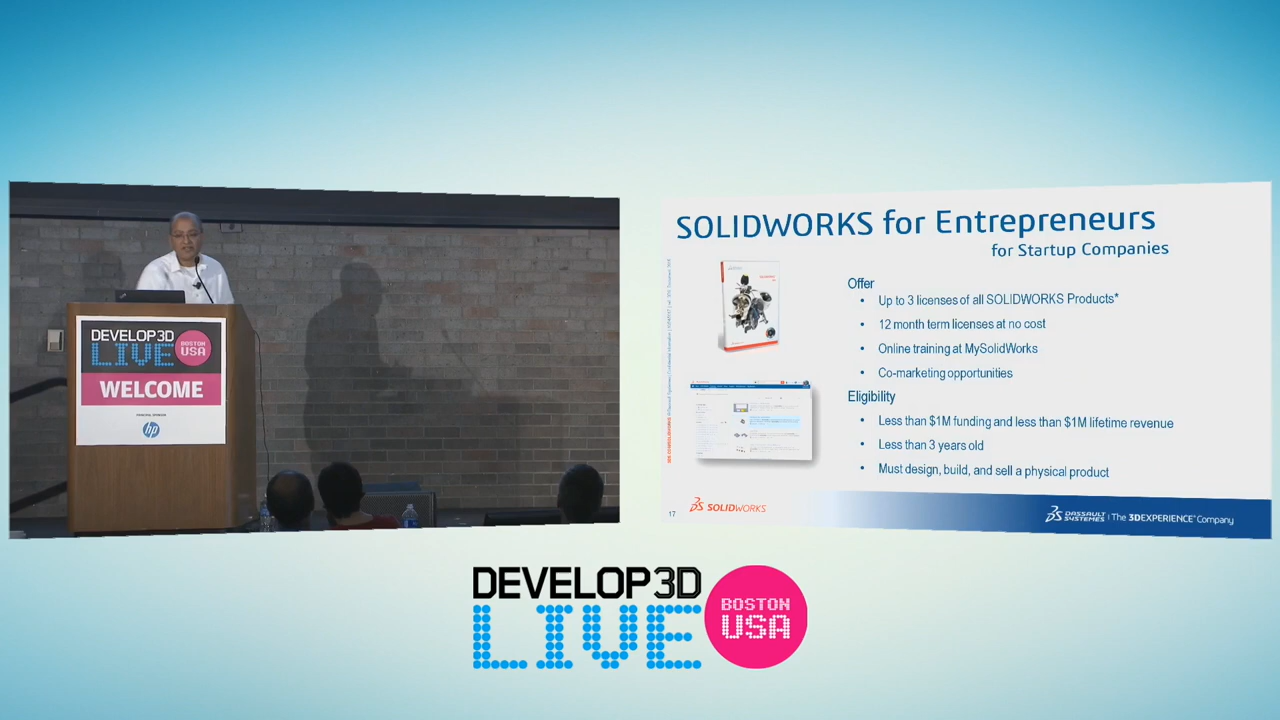 DEVELOP3D
LIVE
BOSTON
USA
WELCOME
PRINCIPAL SPONSOR
hp
SOLIDWORKS for Entrepreneurs
for Startup Companies
Offer
• Up to 3 licenses of all SOLIDWORKS Products*
• 12 month term licenses at no cost
• Online training at MySolidWorks
• Co-marketing opportunities
Eligibility
• Less than $1M funding and less than $1M lifetime revenue
• Less than 3 years old
• Must design, build, and sell a physical product
17
SOLIDWORKS
DASSAULT SYSTEMES | The 3DEXPERIENCE® Company
DEVELOP3D
LIVE
BOSTON
USA